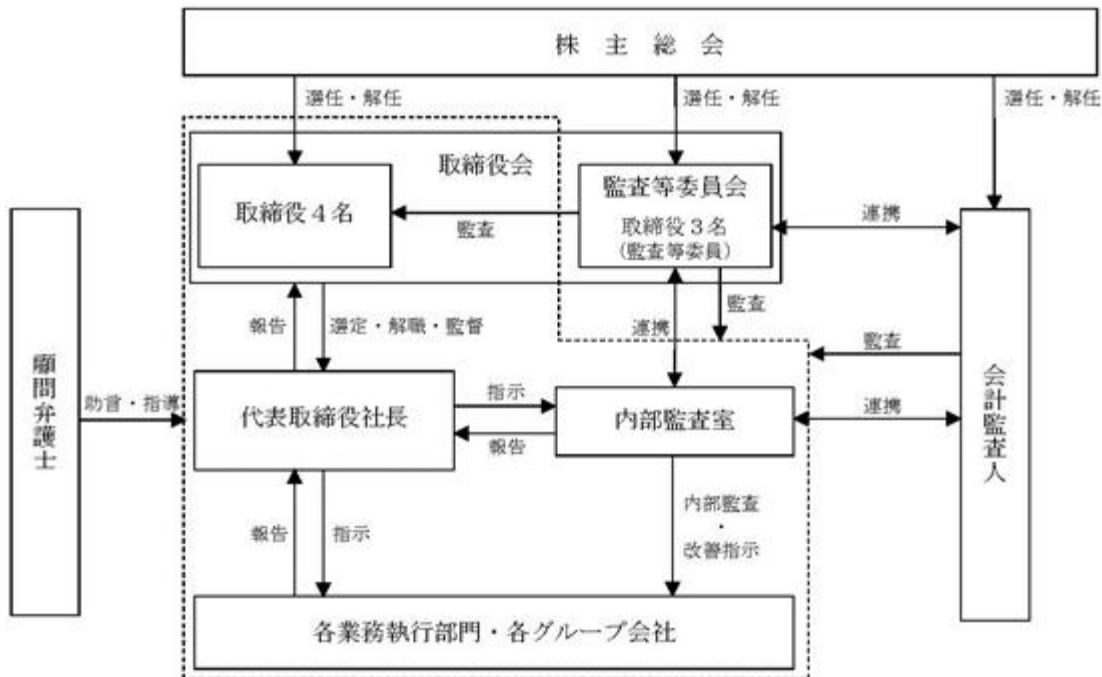 株主総会
選任・解任
選任・解任
選任・解任
取締役会
取締役４名
監査
監査等委員会
取締役３名
(監査等委員)
連携
報告
選定・解職・監督
連携
監査
監査
顧問弁護士
助言・指導
代表取締役社長
指示
報告
内部監査室
連携
会計監査人
報告
指示
内部監査
・
改善指示
各業務執行部門・各グループ会社